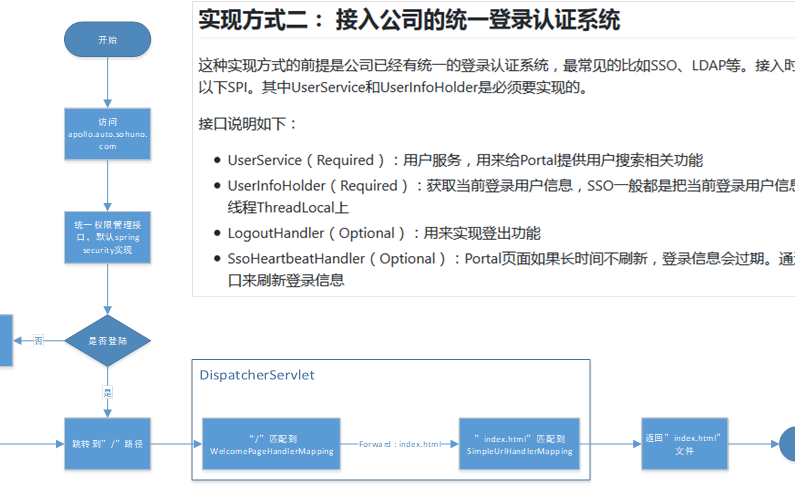 开始
访问
apollo.auto.sohuno.
com
统一权限管理接
口、默认spring
security实现
是否登陆
否
是
跳转到”/”路径
实现方式二： 接入公司的统一登录认证系统
这种实现方式的前提是公司已经有统一的登录认证系统，最常见的比如SSO、LDAP等。接入时
以下SPI。其中UserService和UserInfoHolder是必须要实现的。
接口说明如下：
UserService（Required）：用户服务，用来给Portal提供用户搜索相关功能
UserInfoHolder（Required）：获取当前登录用户信息，SSO一般都是把当前登录用户信息
线程ThreadLocal上
LogoutHandler（Optional）：用来实现登出功能
SsoHeartbeatHandler（Optional）：Portal页面如果长时间不刷新，登录信息会过期。通过
口来刷新登录信息
DispatcherServlet
“/”匹配到
WelcomePageHandlerMapping
Forward：index.html
”index.html”匹配到
SimpleUrlHandlerMapping
返回”index.html”
文件